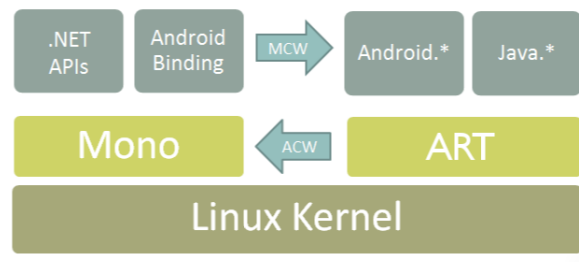 .NET
APIs
Android
Binding
MCW
Android.*
Java.*
Mono
ACW
ART
Linux Kernel